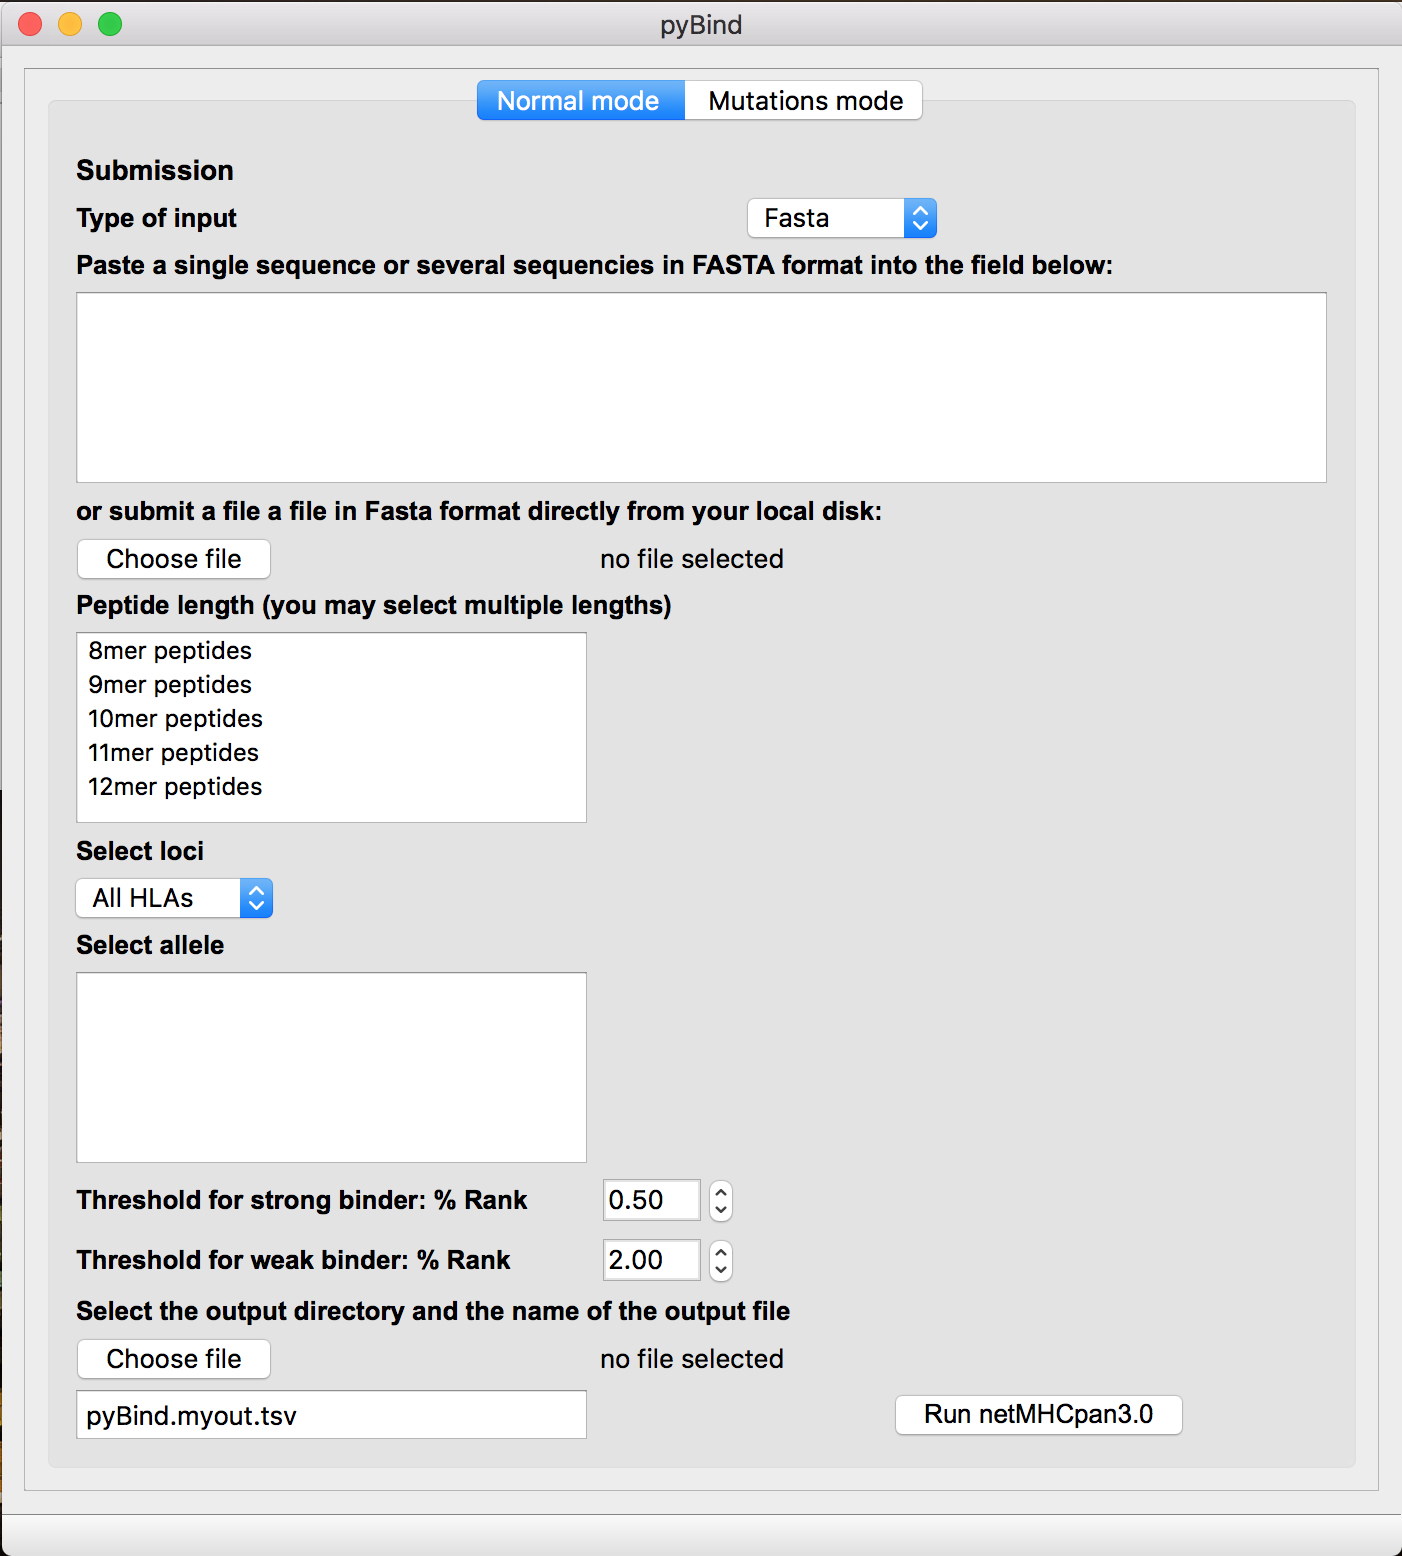 pyBind
Normal mode Mutations mode
Submission
Type of input Fasta
Paste a single sequence or several sequencies in FASTA format into the field below:
or submit a file a file in Fasta format directly from your local disk:
Choose file no file selected
Peptide length (you may select multiple lengths)
8mer peptides
9mer peptides
10mer peptides
11mer peptides
12mer peptides
Select loci
All HLAs
Select allele
Threshold for strong binder: % Rank 0.50
Threshold for weak binder: % Rank 2.00
Select the output directory and the name of the output file
Choose file no file selected
pyBind.myout.tsv Run netMHCpan3.0